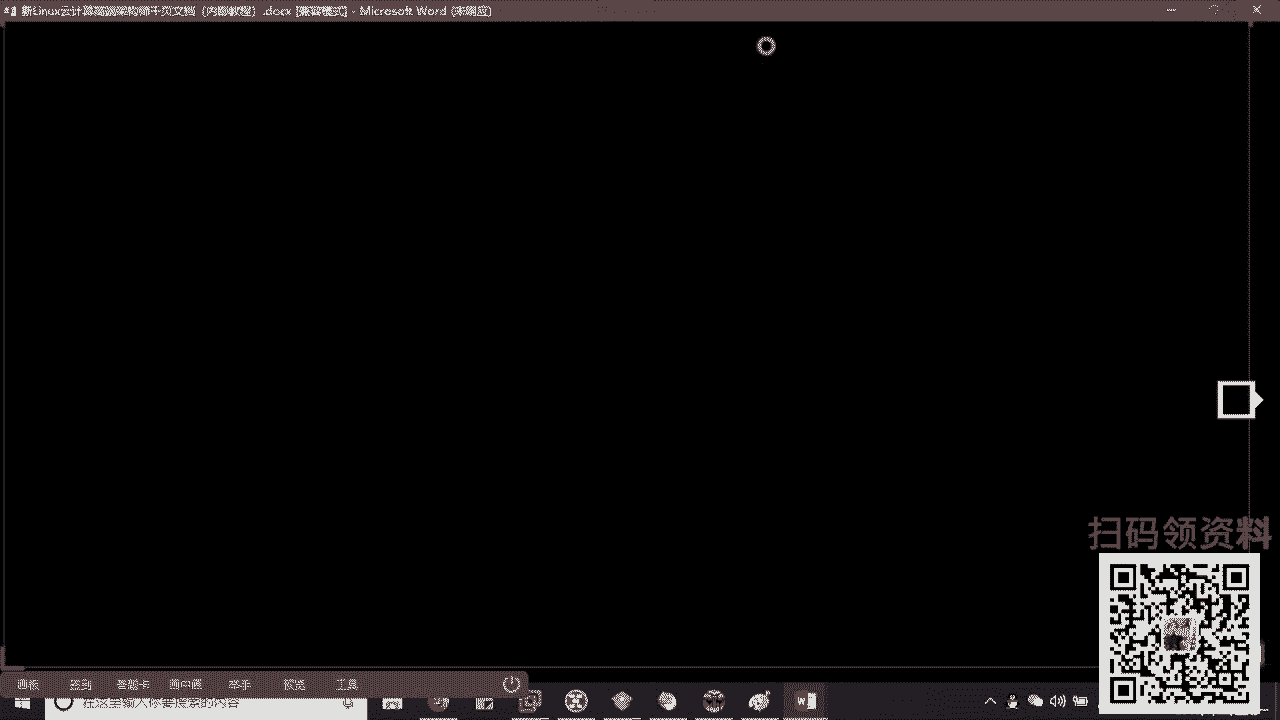 新Linux云计算高端架构师千页文档（内部教程）.docx [兼容模式] - Microsoft Word (未响应)
扫码领资料
画板 签到 答题卡 画中画 举手 预览 工具
在这里输入你要搜索的内容